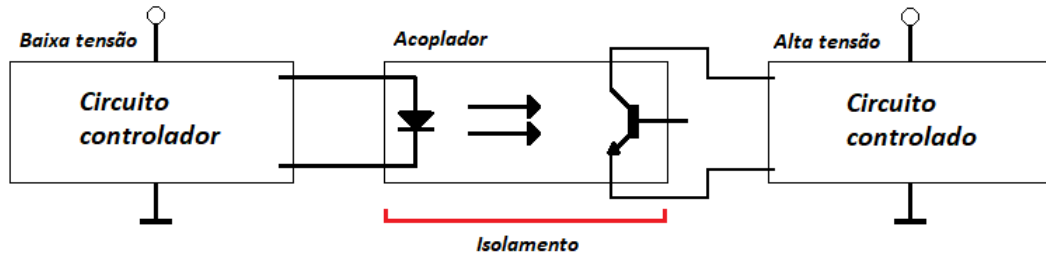 Baixa tensão
Acoplador
Alta tensão
Circuito
controlador
Circuito
controlado
Isolamento